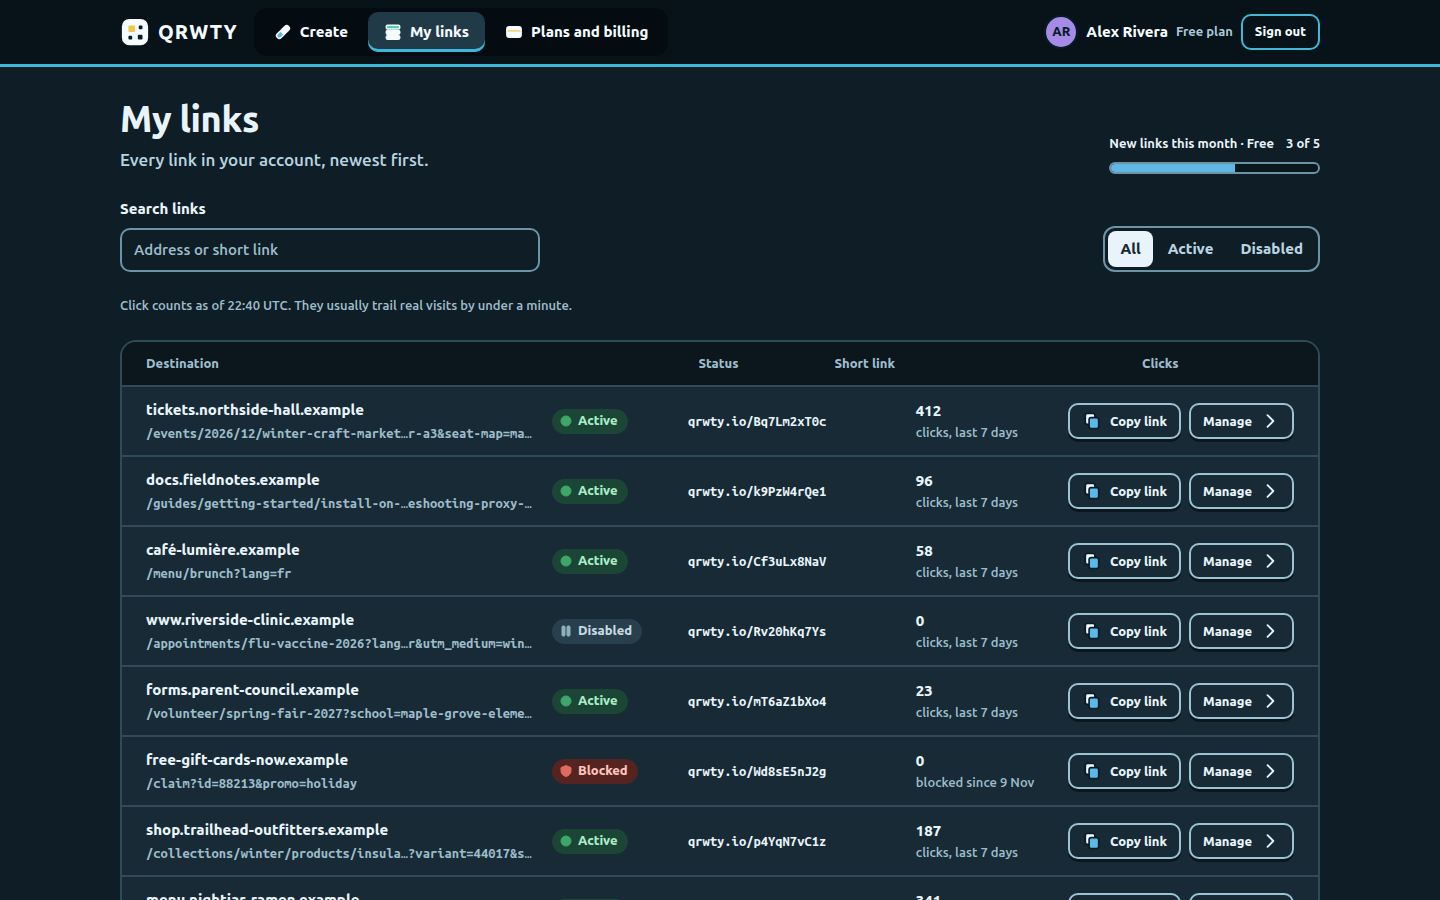 QRWTY Create My links Plans and billing AR Alex Rivera Free plan Sign out
My links
Every link in your account, newest first.
New links this month · Free 3 of 5
Search links
Address or short link
All Active Disabled
Click counts as of 22:40 UTC. They usually trail real visits by under a minute.
Destination Status Short link Clicks
tickets.northside-hall.example
/events/2026/12/winter-craft-market…r-a3&seat-map=ma…
Active
qrwty.io/Bq7Lm2xT0c
412
clicks, last 7 days
Copy link Manage
docs.fieldnotes.example
/guides/getting-started/install-on-…eshooting-proxy-…
Active
qrwty.io/k9PzW4rQe1
96
clicks, last 7 days
Copy link Manage
café-lumière.example
/menu/brunch?lang=fr
Active
qrwty.io/Cf3uLx8NaV
58
clicks, last 7 days
Copy link Manage
www.riverside-clinic.example
/appointments/flu-vaccine-2026?lang…r&utm_medium=win…
Disabled
qrwty.io/Rv20hKq7Ys
0
clicks, last 7 days
Copy link Manage
forms.parent-council.example
/volunteer/spring-fair-2027?school=maple-grove-eleme…
Active
qrwty.io/mT6aZ1bXo4
23
clicks, last 7 days
Copy link Manage
free-gift-cards-now.example
/claim?id=88213&promo=holiday
Blocked
qrwty.io/Wd8sE5nJ2g
0
blocked since 9 Nov
Copy link Manage
shop.trailhead-outfitters.example
/collections/winter/products/insula…?variant=44017&s…
Active
qrwty.io/p4YqN7vC1z
187
clicks, last 7 days
Copy link Manage
menu.nightjar-ramen.example
341